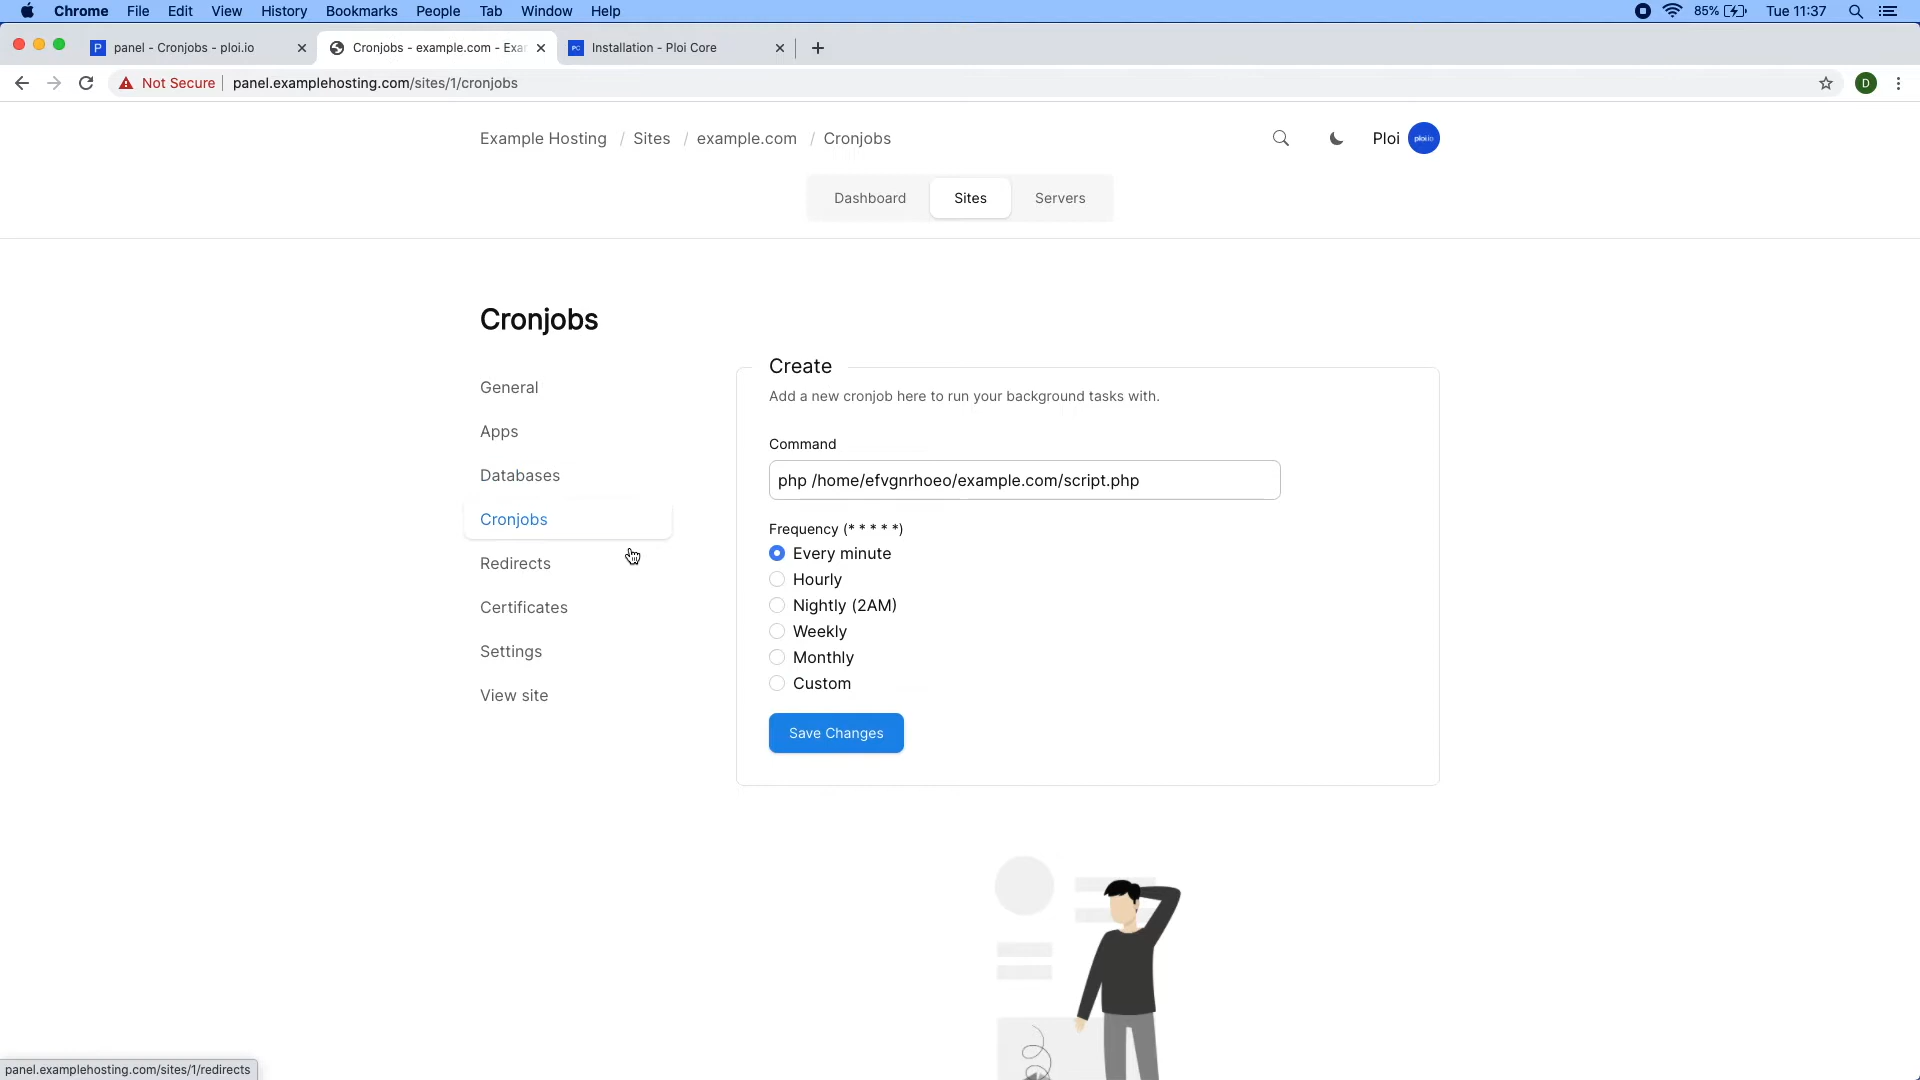 Chrome File Edit View History Bookmarks People Tab Window Help
85% Tue 11:37
P panel - Cronjobs - ploi.io
Cronjobs - example.com - Exa
PC Installation - Ploi Core
Not Secure panel.examplehosting.com/sites/1/cronjobs
D
Example Hosting / Sites / example.com / Cronjobs
Ploi ploi.io
Dashboard Sites Servers
Cronjobs
General
Apps
Databases
Cronjobs
Redirects
Certificates
Settings
View site
Create
Add a new cronjob here to run your background tasks with.
Command
php /home/efvgnrhoeo/example.com/script.php
Frequency (* * * * *)
Every minute
Hourly
Nightly (2AM)
Weekly
Monthly
Custom
Save Changes
panel.examplehosting.com/sites/1/redirects